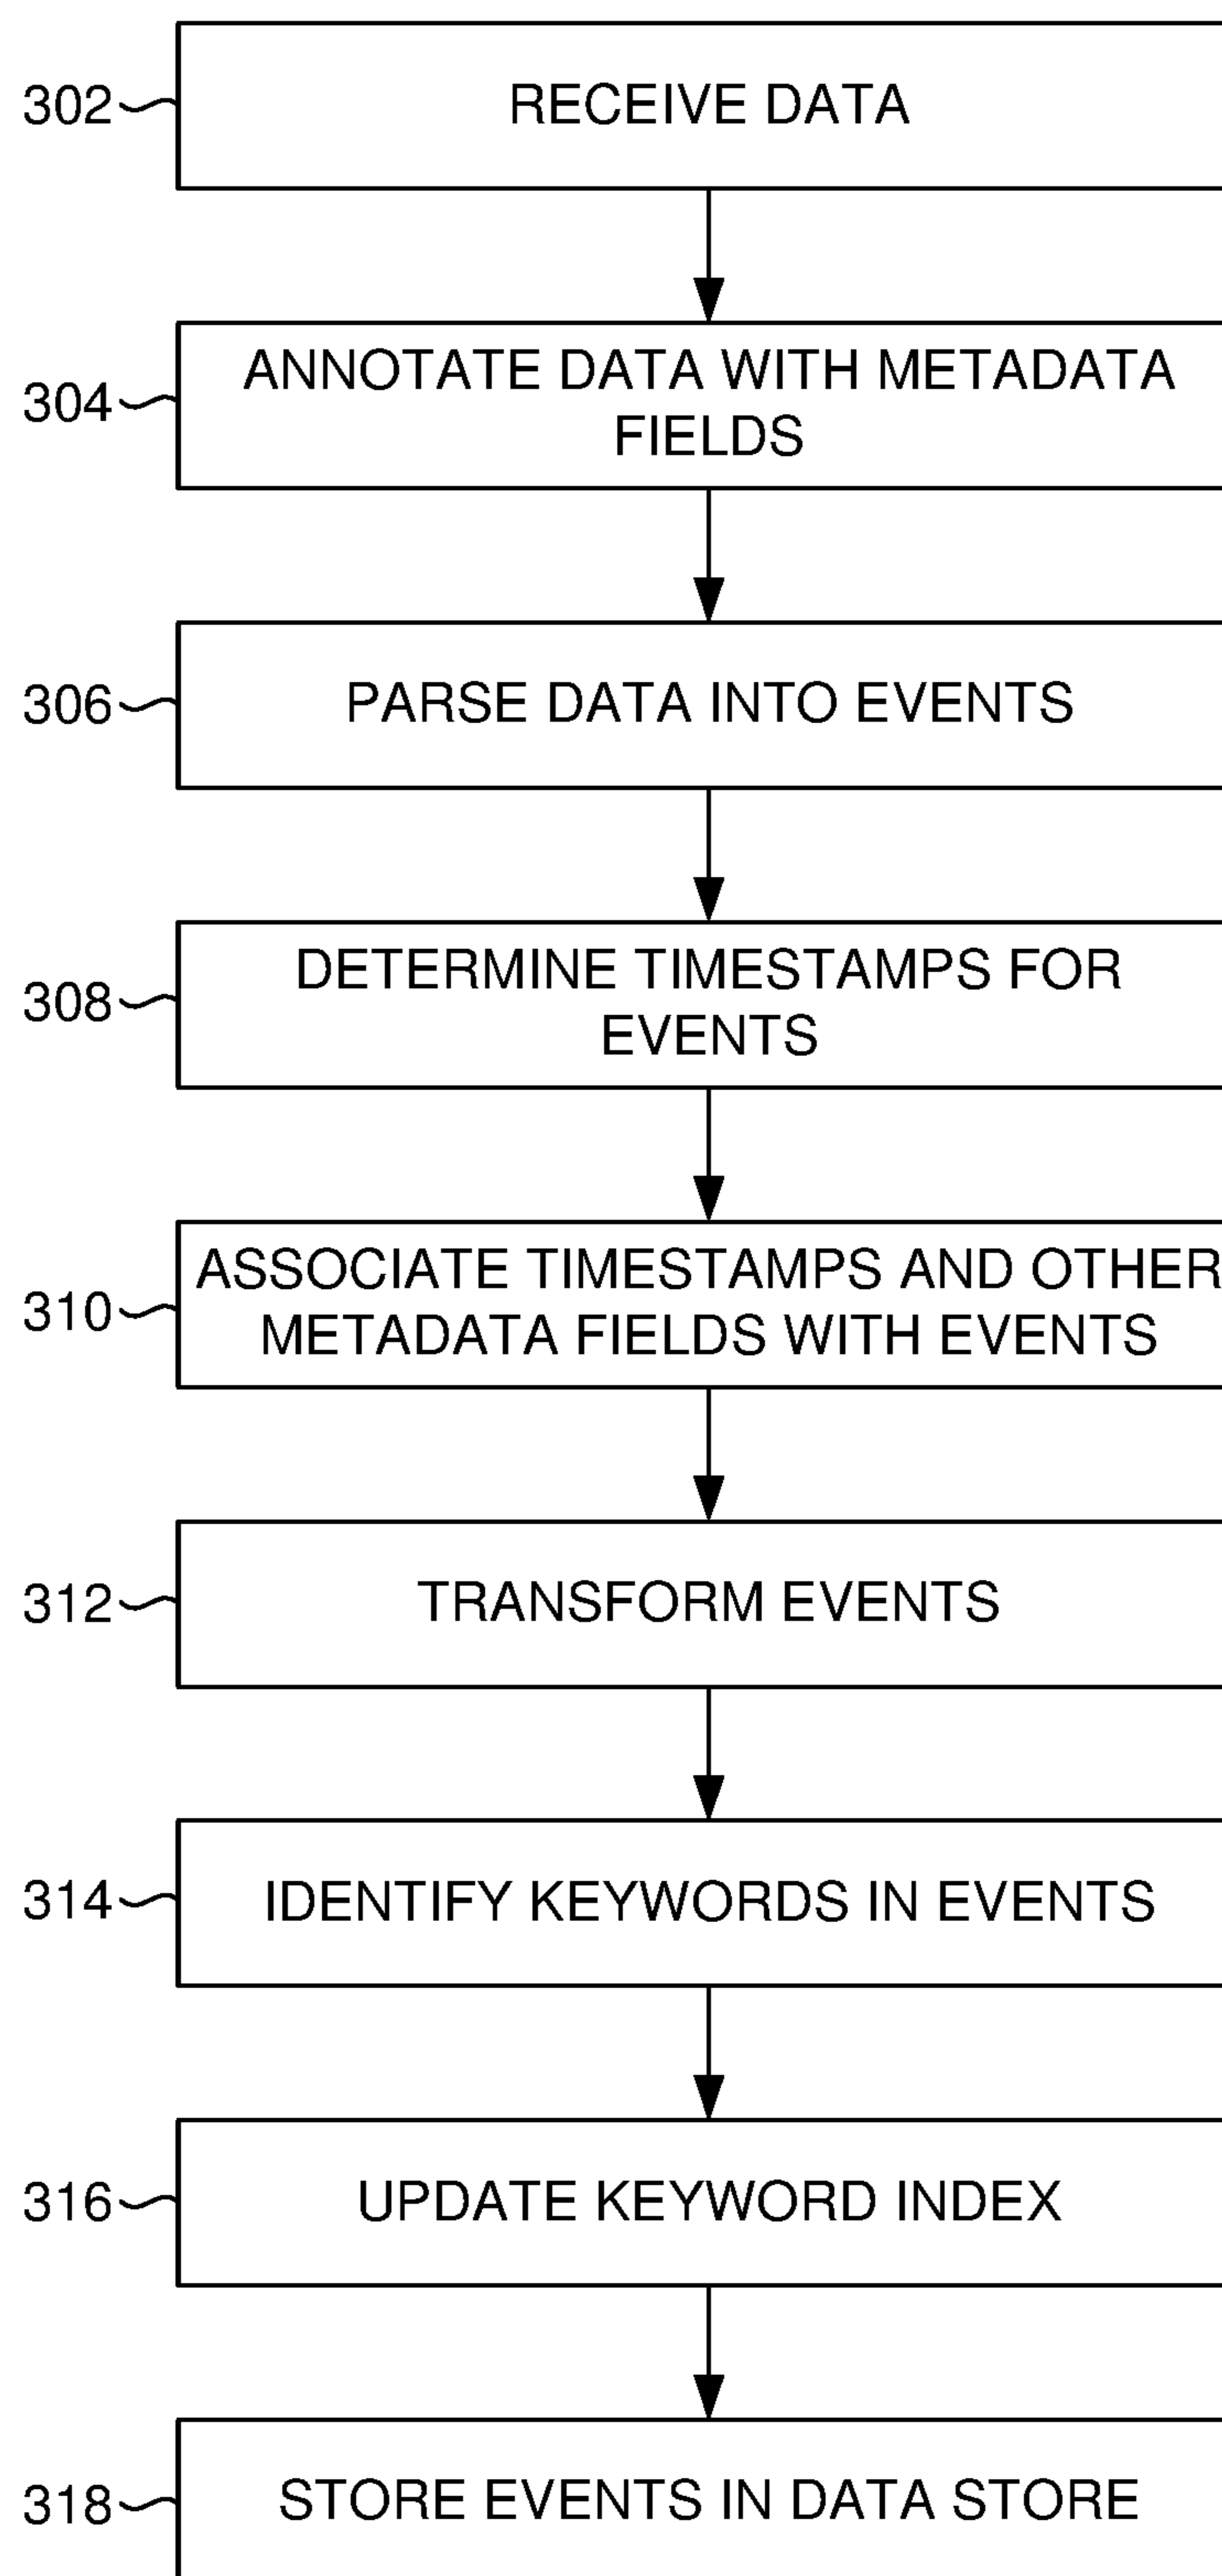 302
RECEIVE DATA
304
ANNOTATE DATA WITH METADATA
FIELDS
306
PARSE DATA INTO EVENTS
308
DETERMINE TIMESTAMPS FOR
EVENTS
310
ASSOCIATE TIMESTAMPS AND OTHER
METADATA FIELDS WITH EVENTS
312
TRANSFORM EVENTS
314
IDENTIFY KEYWORDS IN EVENTS
316
UPDATE KEYWORD INDEX
318
STORE EVENTS IN DATA STORE